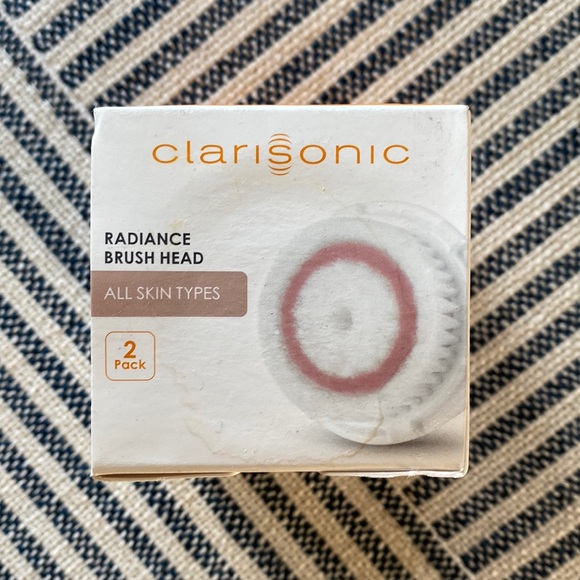 clarisonic
RADIANCE
BRUSH HEAD
ALL SKIN TYPES
2
Pack